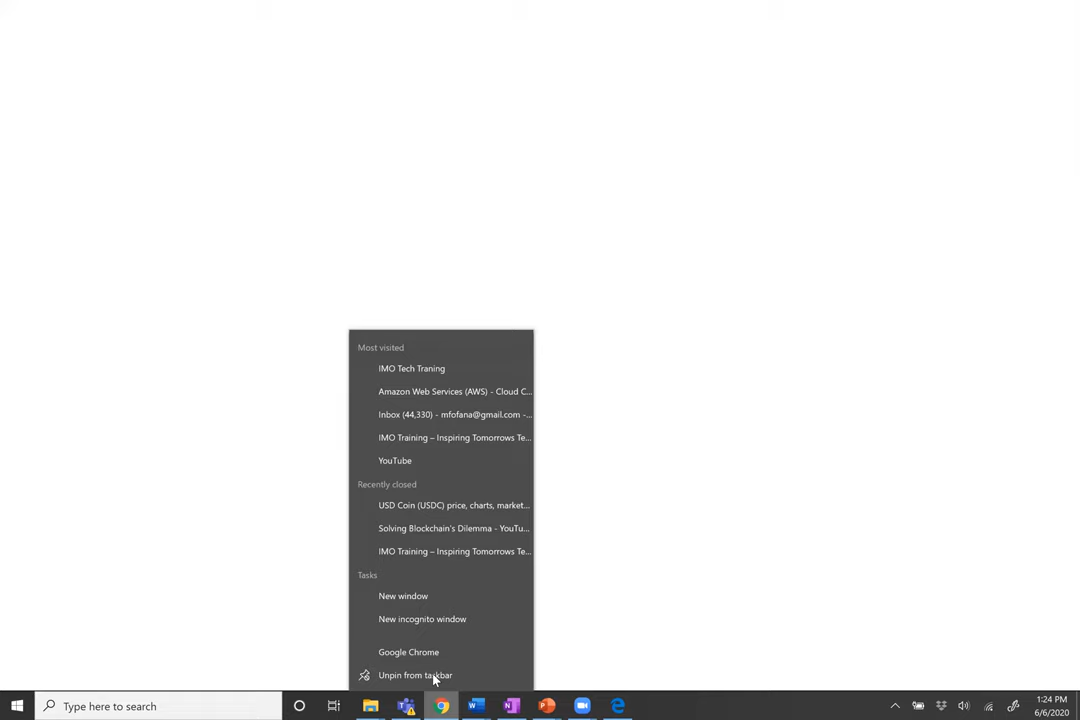 Most visited
IMO Tech Traning
Amazon Web Services (AWS) - Cloud C...
Inbox (44,330) - mfofana@gmail.com -...
IMO Training – Inspiring Tomorrows Te...
YouTube
Recently closed
USD Coin (USDC) price, charts, market...
Solving Blockchain's Dilemma - YouTu...
IMO Training – Inspiring Tomorrows Te...
Tasks
New window
New incognito window
Google Chrome
Unpin from taskbar
Type here to search
1:24 PM
6/6/2020